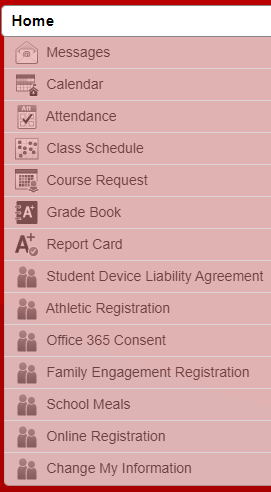 Home
Messages
Calendar
Att
Attendance
Class Schedule
Course Request
A+
Grade Book
A+
Report Card
Student Device Liability Agreement
Athletic Registration
Office 365 Consent
Family Engagement Registration
School Meals
Online Registration
Change My Information